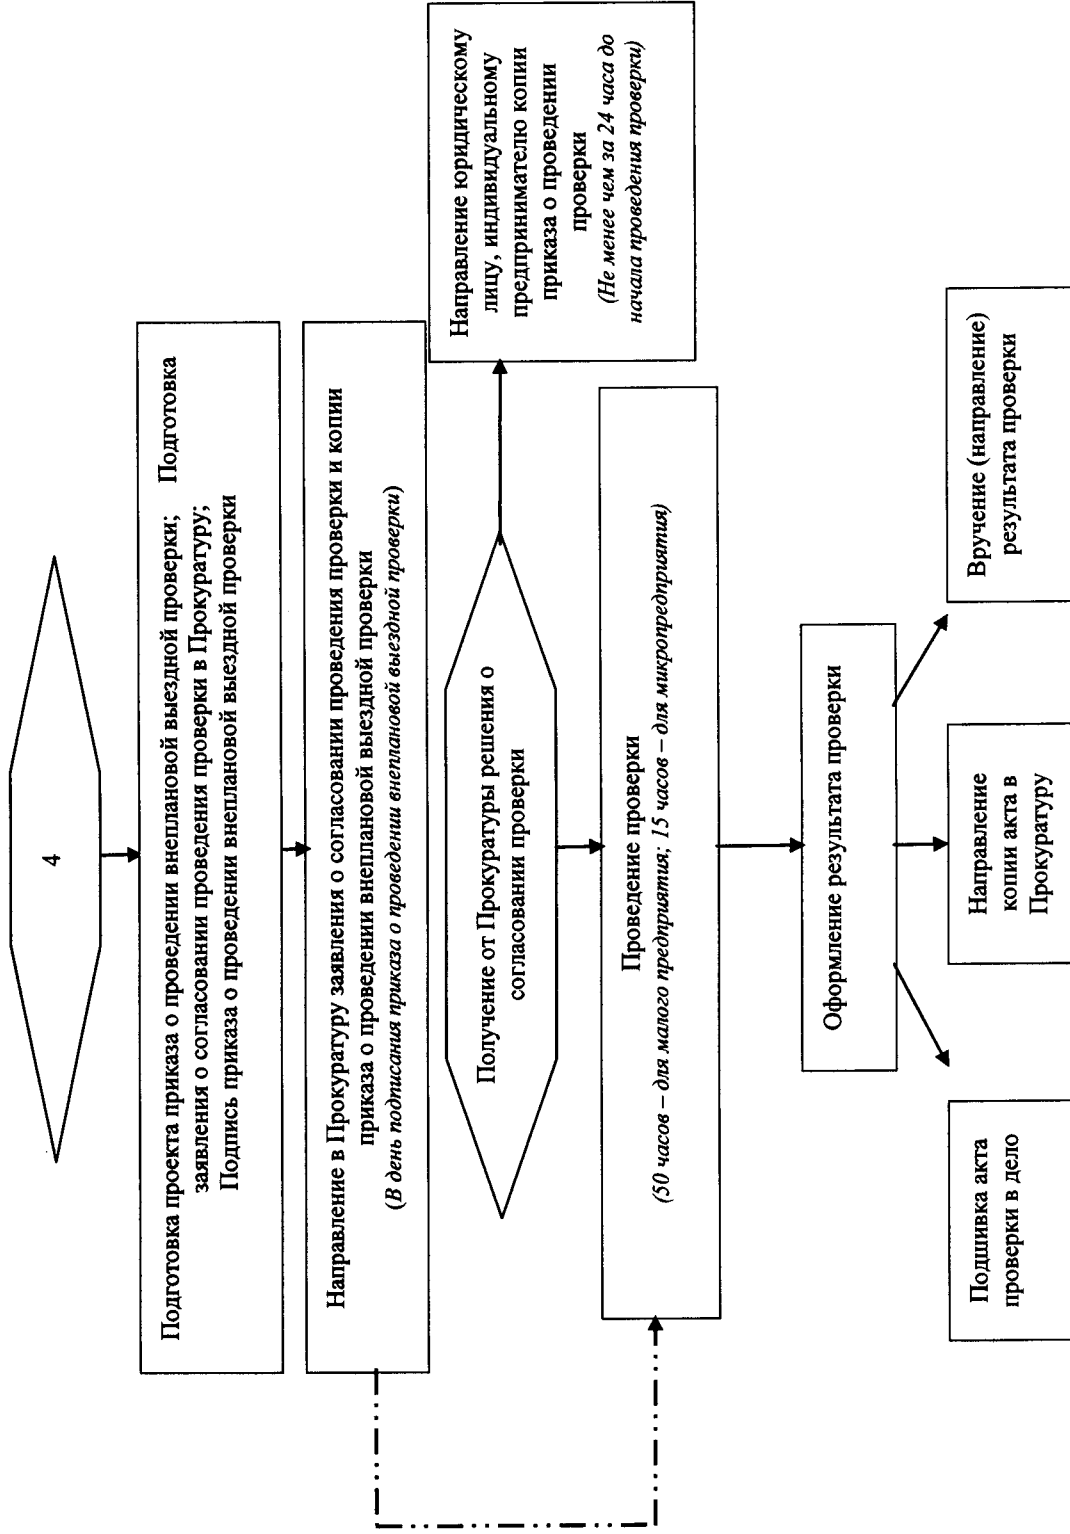 4
Подготовка проекта приказа о проведении внеплановой выездной проверки; Подготовка
заявления о согласовании проведения проверки в Прокуратуру;
Подпись приказа о проведении внеплановой выездной проверки
Направление в Прокуратуру заявления о согласовании проведения проверки и копии
приказа о проведении внеплановой выездной проверки
(В день подписания приказа о проведении внеплановой выездной проверки)
Получение от Прокуратуры решения о
согласовании проверки
Направление юридическому
лицу, индивидуальному
предпринимателю копии
приказа о проведении
проверки
(Не менее чем за 24 часа до
начала проведения проверки)
Проведение проверки
(50 часов – для малого предприятия; 15 часов – для микропредприятия)
Оформление результата проверки
Подшивка акта
проверки в дело
Направление
копии акта в
Прокуратуру
Вручение (направление)
результата проверки